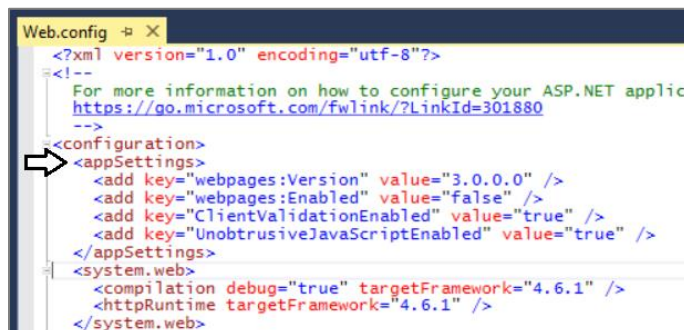 Web.config
<?xml version="1.0" encoding="utf-8"?>
<!--
For more information on how to configure your ASP.NET applic
https://go.microsoft.com/fwlink/?LinkId=301880
-->
<configuration>
<appSettings>
<add key="webpages:Version" value="3.0.0.0" />
<add key="webpages:Enabled" value="false" />
<add key="ClientValidationEnabled" value="true" />
<add key="UnobtrusiveJavaScriptEnabled" value="true" />
</appSettings>
<system.web>
<compilation debug="true" targetFramework="4.6.1" />
<httpRuntime targetFramework="4.6.1" />
</system.web>